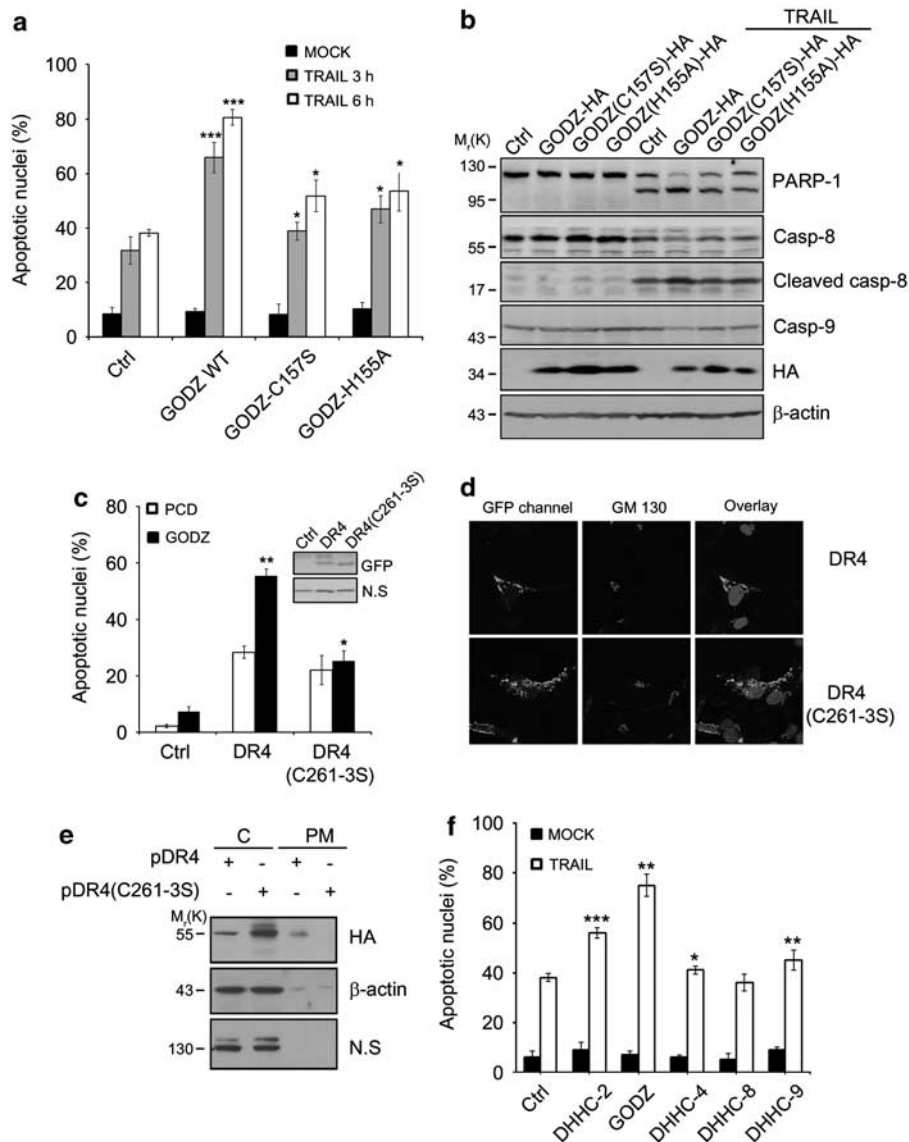 a
MOCK
TRAIL 3 h
TRAIL 6 h
Apoptotic nuclei (%)
100
80
60
40
20
0
***
***
*
*
*
*
Ctrl
GODZ WT
GODZ-C157S
GODZ-H155A
b
TRAIL
Ctrl
GODZ-HA
GODZ(C157S)-HA
GODZ(H155A)-HA
Ctrl
GODZ-HA
GODZ(C157S)-HA
GODZ(H155A)-HA
Mr(K)
130
95
PARP-1
55
Casp-8
17
Cleaved casp-8
43
Casp-9
34
HA
43
β-actin
c
PCD
GODZ
Apoptotic nuclei (%)
80
60
40
20
0
**
*
Ctrl
DR4
DR4(C261-3S)
GFP
N.S
Ctrl
DR4
DR4
(C261-3S)
d
GFP channel GM 130 Overlay
DR4
DR4
(C261-3S)
e
C PM
pDR4 + - + -
pDR4(C261-3S) - + - +
Mr(K)
55 HA
43 β-actin
130 N.S
f
MOCK
TRAIL
Apoptotic nuclei (%)
100
80
60
40
20
0
***
**
*
**
Ctrl
DHHC-2
GODZ
DHHC-4
DHHC-8
DHHC-9